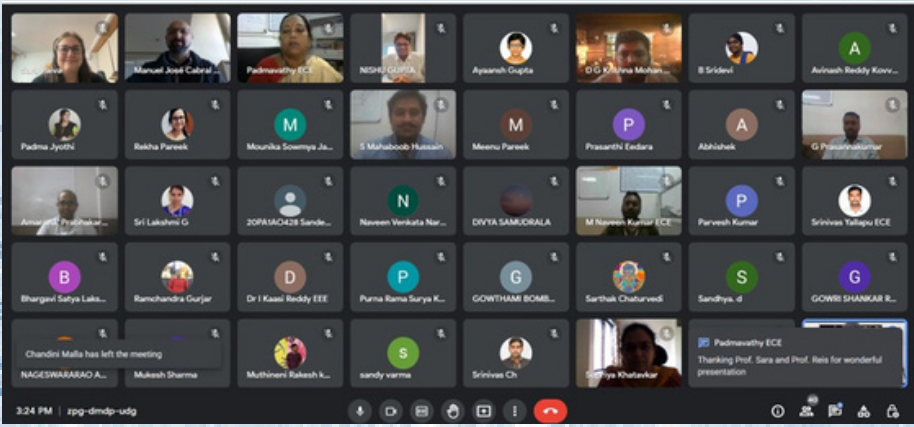 Manuel José Cabral ...
Padmavathy ECE
NISHU GUPTA
Ayaansh Gupta
D G Krishna Mohan ...
B Sridevi
A
Avinash Reddy Kovv...
Padma Jyothi
Rekha Pareek
M
Mounika Sowmya Ja...
S Mahaboob Hussain
M
Meenu Pareek
P
Prasanthi Eedara
A
Abhishek
G Prasannakumar
Prabhakar...
Sri Lakshmi G
20PA1AO428 Sande...
N
Naveen Venkata Nar...
DIVYA SAMUDRALA
M Naveen Kumar ECE
P
Parvesh Kumar
Srinivas Yallapu ECE
B
Bhargavi Satya Laks...
Ramchandra Gurjar
D
Dr I Kaasi Reddy EEE
P
Purna Rama Surya K...
G
GOWTHAMI BOMB...
Sarthak Chaturvedi
S
Sandhya. d
G
GOWRI SHANKAR R...
Chandini Malla has left the meeting
NAGESWARARAO A...
Mukesh Sharma
Muthineni Rakesh k...
S
sandy varma
Srinivas Ch
Khatavkar
Padmavathy ECE
Thanking Prof. Sara and Prof. Reis for wonderful
presentation
3:24 PM | zpg-dmdp-udg
40